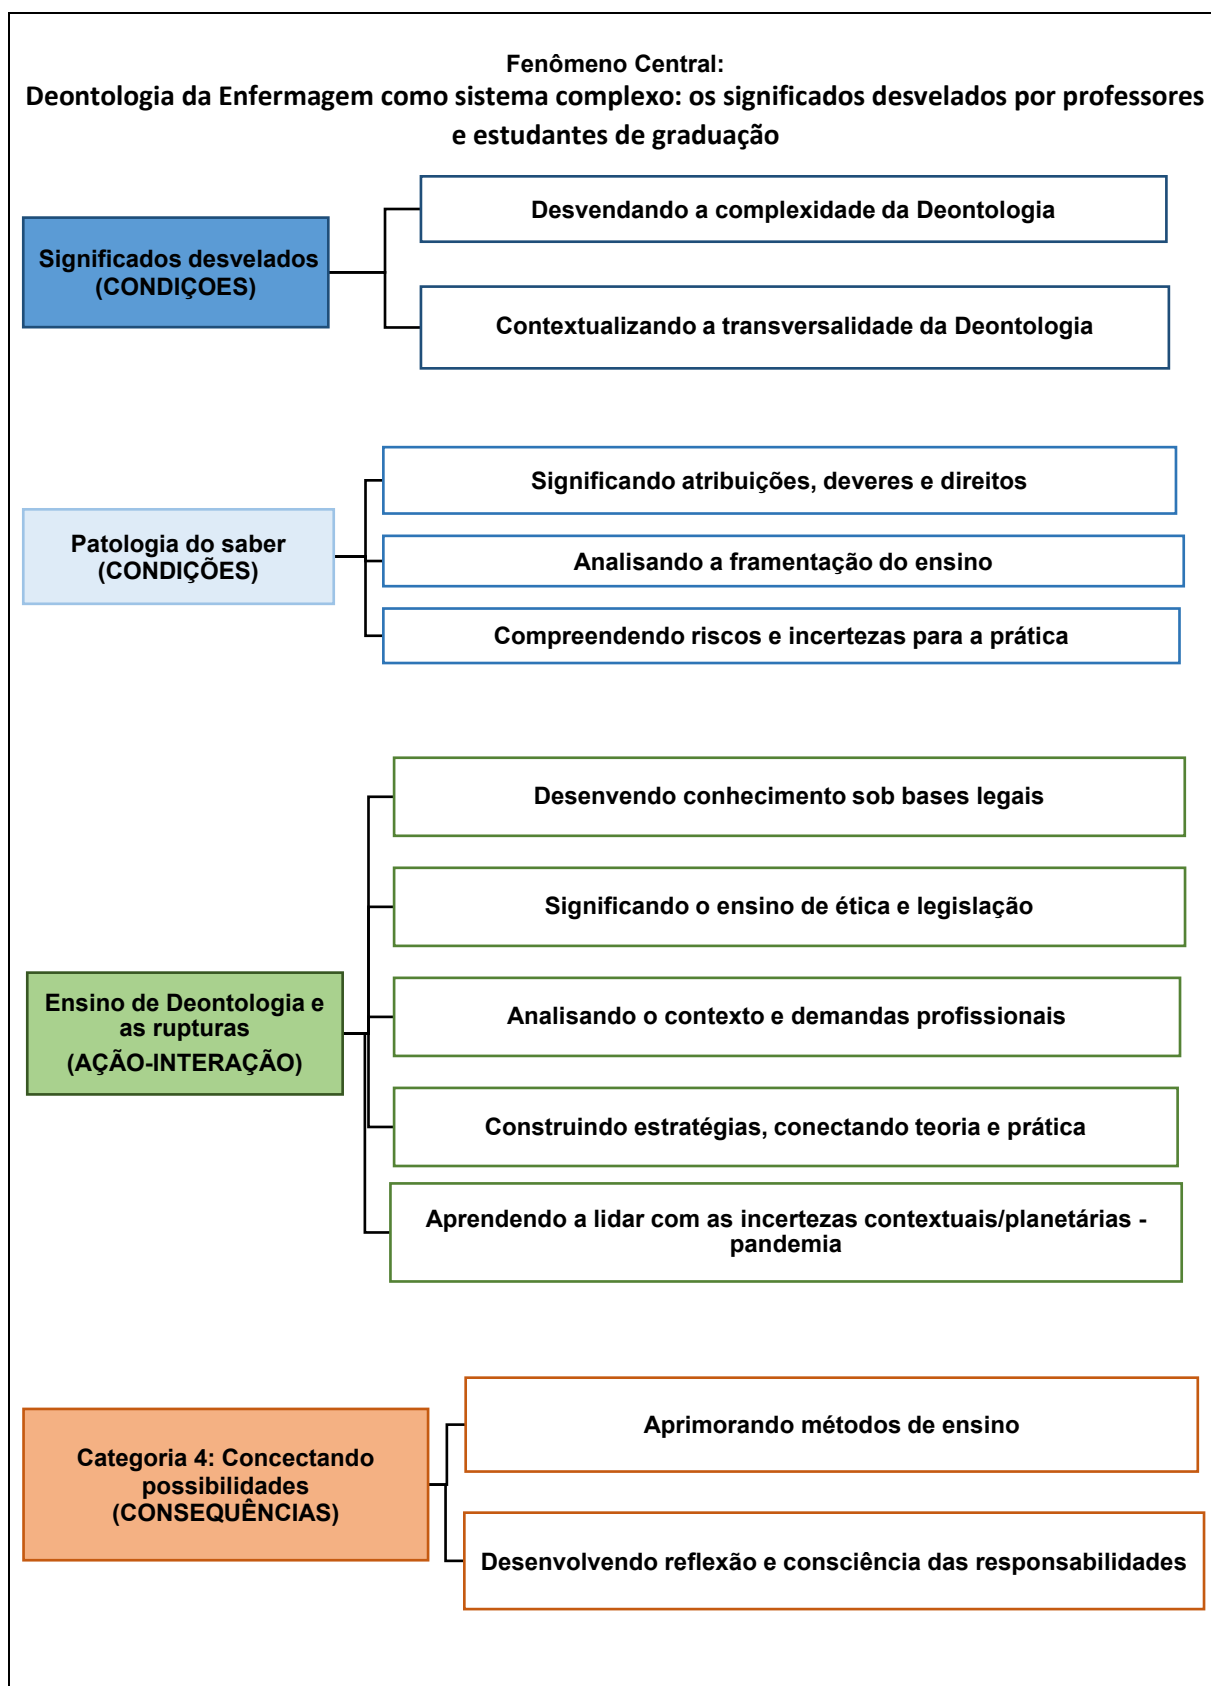 Fenômeno Central:
Deontologia da Enfermagem como sistema complexo: os significados desvelados por professores
e estudantes de graduação
Significados desvelados
(CONDIÇOES)
Desvendando a complexidade da Deontologia
Contextualizando a transversalidade da Deontologia
Patologia do saber
(CONDIÇÕES)
Significando atribuições, deveres e direitos
Analisando a framentação do ensino
Compreendendo riscos e incertezas para a prática
Ensino de Deontologia e
as rupturas
(AÇÃO-INTERAÇÃO)
Desenvendo conhecimento sob bases legais
Significando o ensino de ética e legislação
Analisando o contexto e demandas profissionais
Construindo estratégias, conectando teoria e prática
Aprendendo a lidar com as incertezas contextuais/planetárias -
pandemia
Categoria 4: Concectando
possibilidades
(CONSEQUÊNCIAS)
Aprimorando métodos de ensino
Desenvolvendo reflexão e consciência das responsabilidades